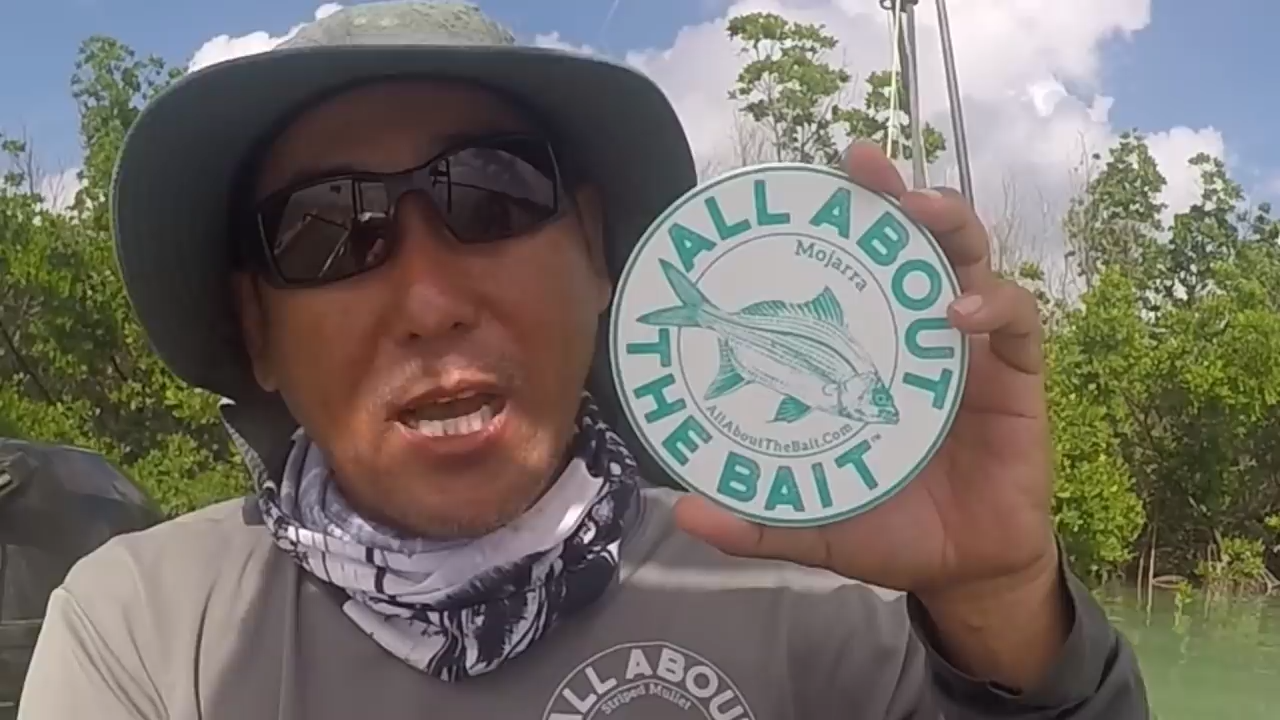 ALL ABOUT
Mojarra
AllAboutTheBait.Com
THE BAIT™
ALL ABOU
Striped Mullet